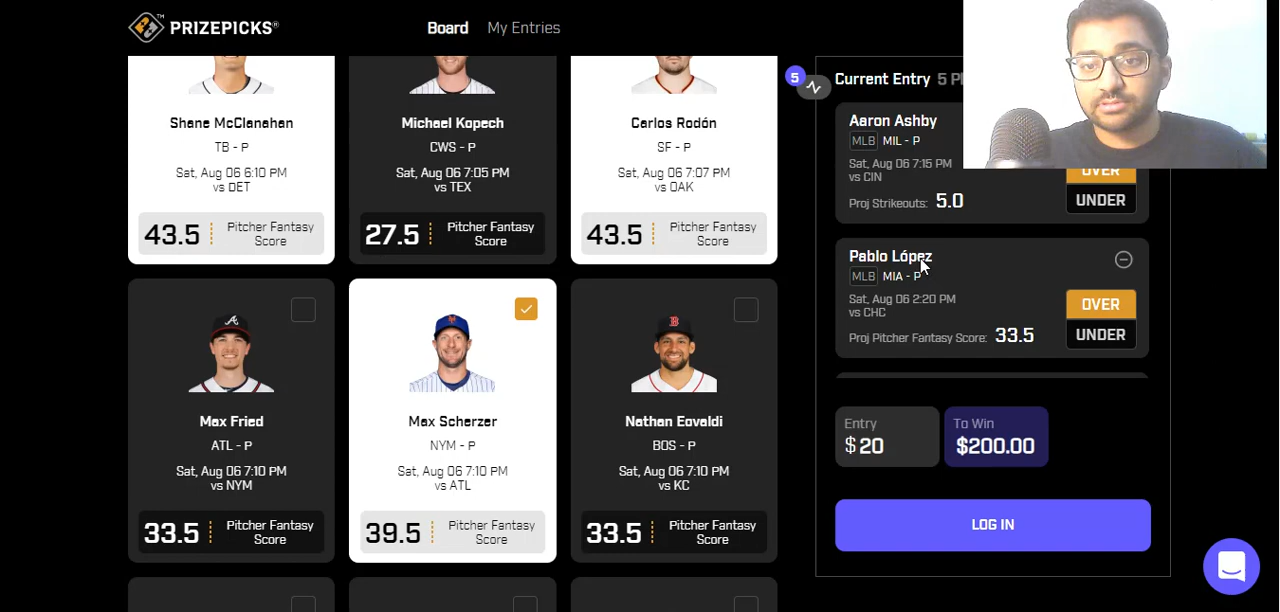 PRIZEPICKS®
Board
My Entries
Shane McClanahan
TB - P
Sat, Aug 06 6:10 PM
vs DET
43.5
Pitcher Fantasy
Score
Michael Kopech
CWS - P
Sat, Aug 06 7:05 PM
vs TEX
27.5
Pitcher Fantasy
Score
Carlos Rodón
SF - P
Sat, Aug 06 7:07 PM
vs OAK
43.5
Pitcher Fantasy
Score
Max Fried
ATL - P
Sat, Aug 06 7:10 PM
vs NYM
33.5
Pitcher Fantasy
Score
Max Scherzer
NYM - P
Sat, Aug 06 7:10 PM
vs ATL
39.5
Pitcher Fantasy
Score
Nathan Eovaldi
BOS - P
Sat, Aug 06 7:10 PM
vs KC
33.5
Pitcher Fantasy
Score
5
Current Entry 5
Aaron Ashby
MLB MIL - P
Sat, Aug 06 7:15 PM
vs CIN
Proj Strikeouts: 5.0
OVER
UNDER
Pablo López
MLB MIA - P
Sat, Aug 06 2:20 PM
vs CHC
Proj Pitcher Fantasy Score: 33.5
OVER
UNDER
Entry
$ 20
To Win
$200.00
LOG IN